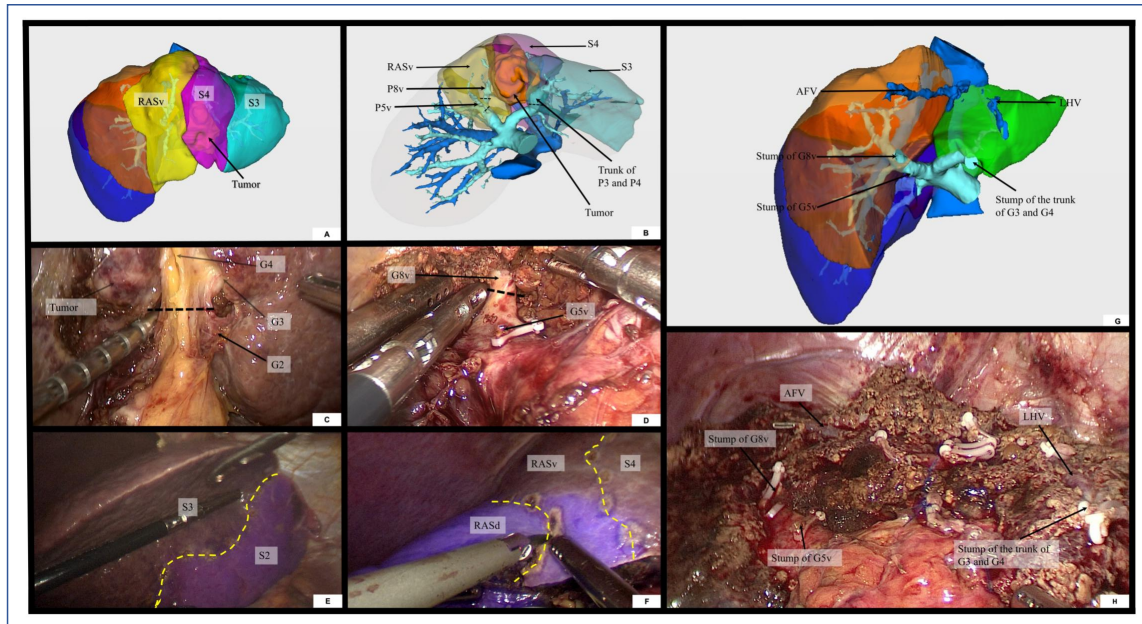 RASv
S4
S3
Tumor
A
S4
RASv
S3
P8v
P5v
Trunk of
P3 and P4
Tumor
B
G4
Tumor
G3
G2
C
G8v
G5v
D
S3
S2
E
RASv
S4
RASd
F
AFV
LHV
Stump of G8v
Stump of G5v
Stump of the trunk
of G3 and G4
G
AFV
LHV
Stump of G8v
Stump of G5v
Stump of the trunk of
G3 and G4
H